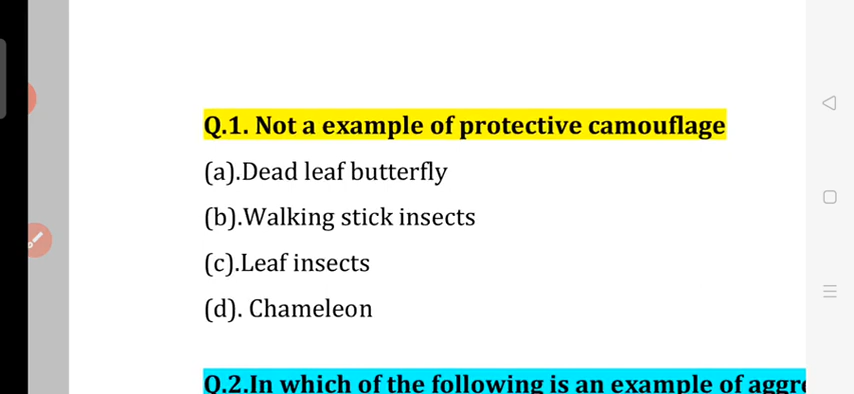 Q.1. Not a example of protective camouflage
(a).Dead leaf butterfly
(b).Walking stick insects
(c).Leaf insects
(d). Chameleon
Q.2.In which of the following is an example of